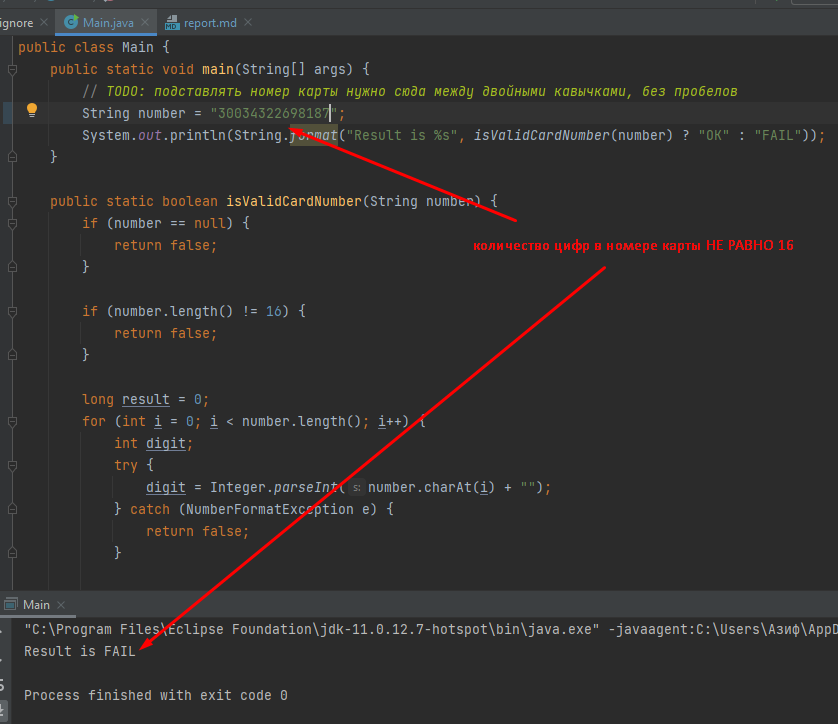 ignore Main.java report.md
public class Main {
public static void main(String[] args) {
// TODO: подставлять номер карты нужно сюда между двойными кавычками, без пробелов
String number = "30034322698187";
System.out.println(String.format("Result is %s", isValidCardNumber(number) ? "OK" : "FAIL"));
}
public static boolean isValidCardNumber(String number) {
if (number == null) {
return false;
количество цифр в номере карты НЕ РАВНО 16
}
if (number.length() != 16) {
return false;
}
long result = 0;
for (int i = 0; i < number.length(); i++) {
int digit;
try {
digit = Integer.parseInt( s: number.charAt(i) + "");
} catch (NumberFormatException e) {
return false;
}
Main
"C:\Program Files\Eclipse Foundation\jdk-11.0.12.7-hotspot\bin\java.exe" -javaagent:C:\Users\Азиф\AppD
Result is FAIL
Process finished with exit code 0